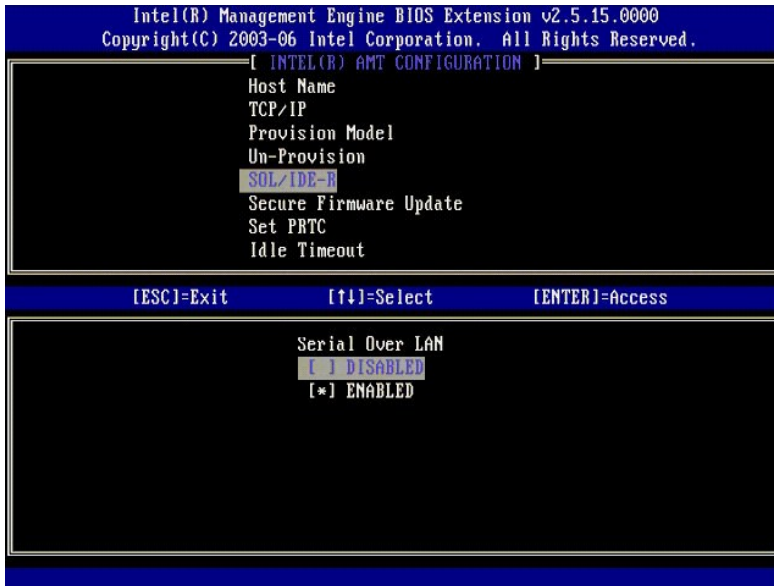 Intel(R) Management Engine BIOS Extension v2.5.15.0000
Copyright(C) 2003-06 Intel Corporation. All Rights Reserved.
[ INTEL(R) AMT CONFIGURATION ]
Host Name
TCP/IP
Provision Model
Un-Provision
SOL/IDE-R
Secure Firmware Update
Set PRTC
Idle Timeout
[ESC]=Exit [↑↓]=Select [ENTER]=Access
Serial Over LAN
[ ] DISABLED
[*] ENABLED